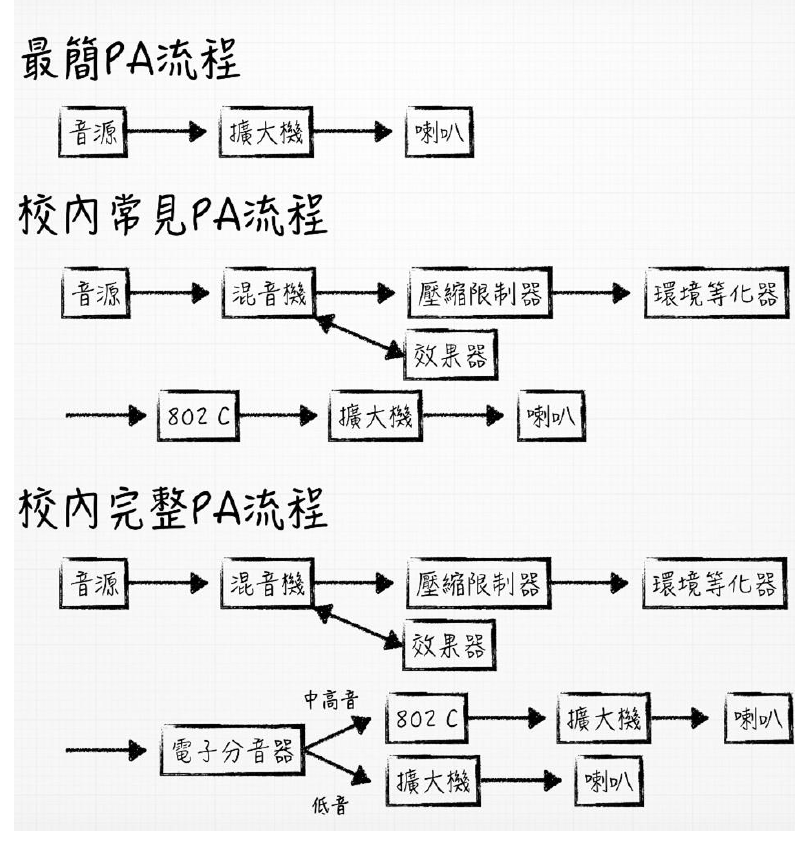 最簡PA流程
音源 擴大機 喇叭
校內常見PA流程
音源 混音機 壓縮限制器 環境等化器
效果器
802 C 擴大機 喇叭
校內完整PA流程
音源 混音機 壓縮限制器 環境等化器
效果器
中高音
802 C 擴大機 喇叭
電子分音器
擴大機 喇叭
低音